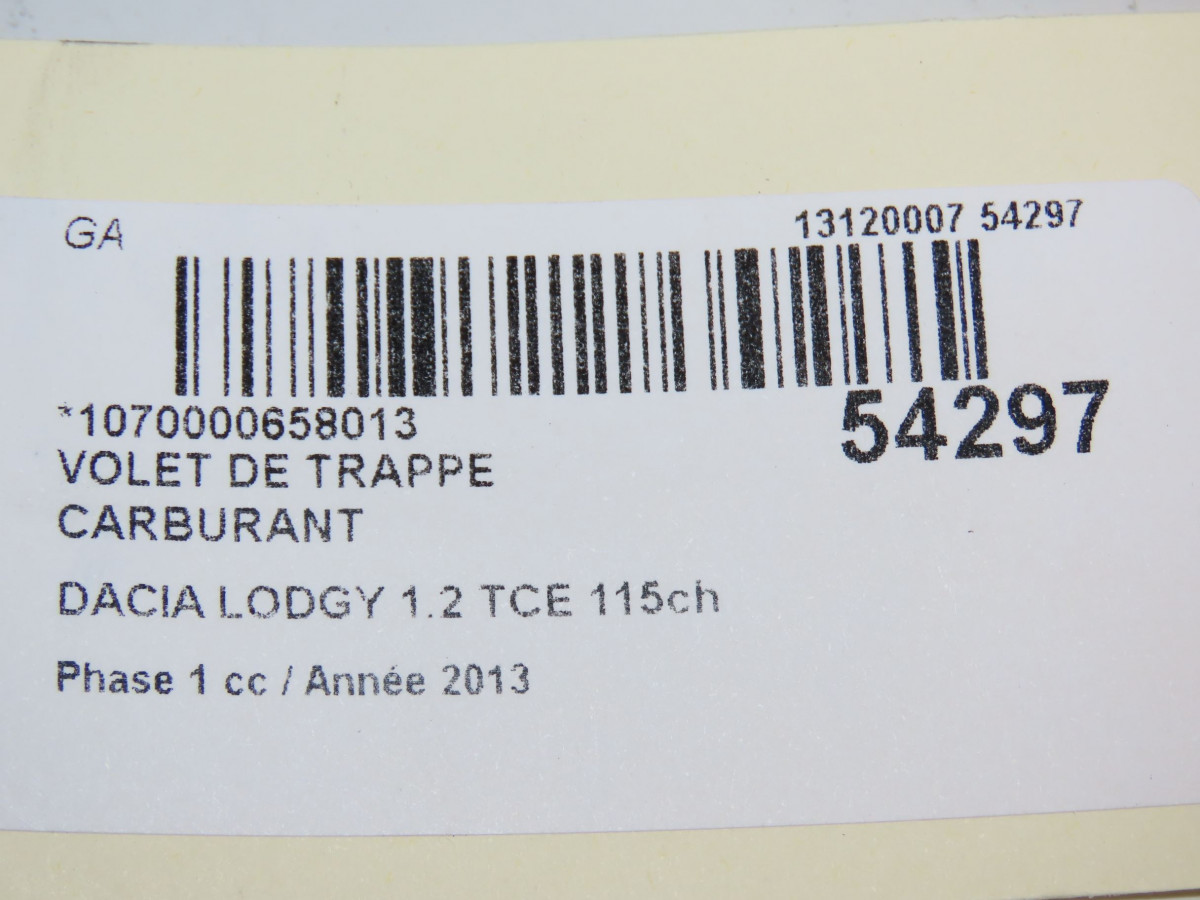 GA
13120007 54297
*1070000658013
54297
VOLET DE TRAPPE
CARBURANT
DACIA LODGY 1.2 TCE 115ch
Phase 1 cc / Année 2013